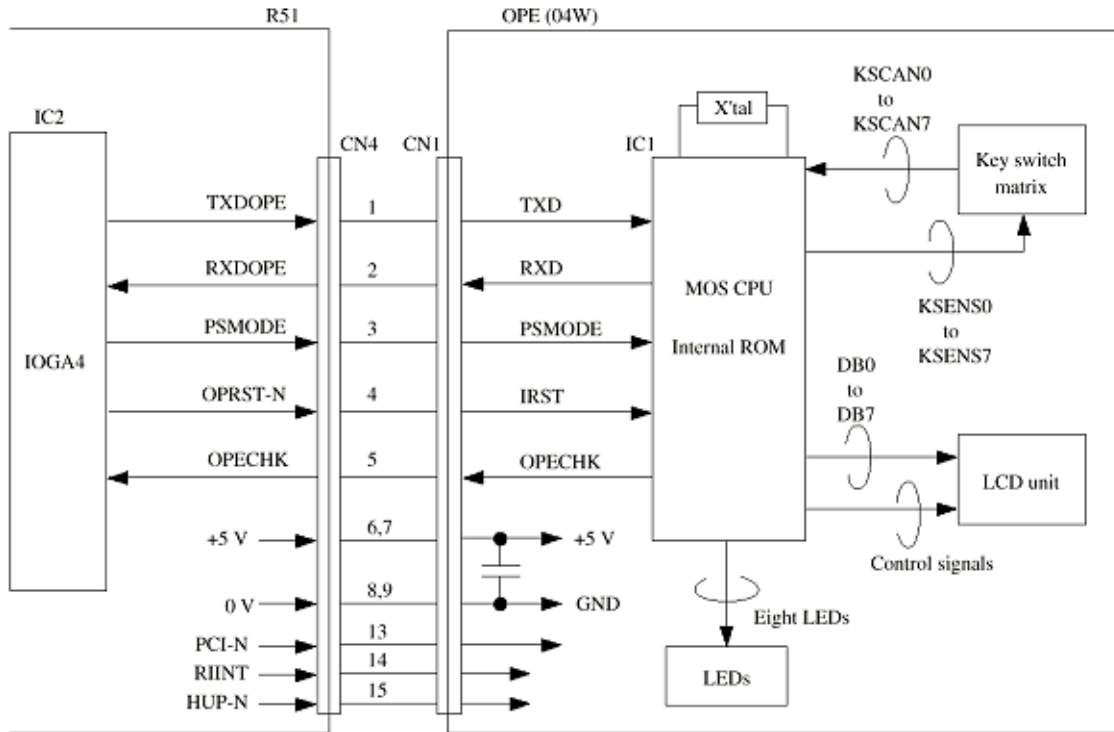 R51
OPE (04W)
IC2
IOGA4
CN4
CN1
IC1
X'tal
KSCAN0
to
KSCAN7
Key switch
matrix
TXDOPE
1
TXD
RXDOPE
2
RXD
MOS CPU
Internal ROM
KSENS0
to
KSENS7
PSMODE
3
PSMODE
OPRST-N
4
IRST
DB0
to
DB7
OPECHK
5
OPECHK
LCD unit
Control signals
+5 V
6,7
+5 V
0 V
8,9
GND
Eight LEDs
LEDs
PCI-N
13
RIINT
14
HUP-N
15